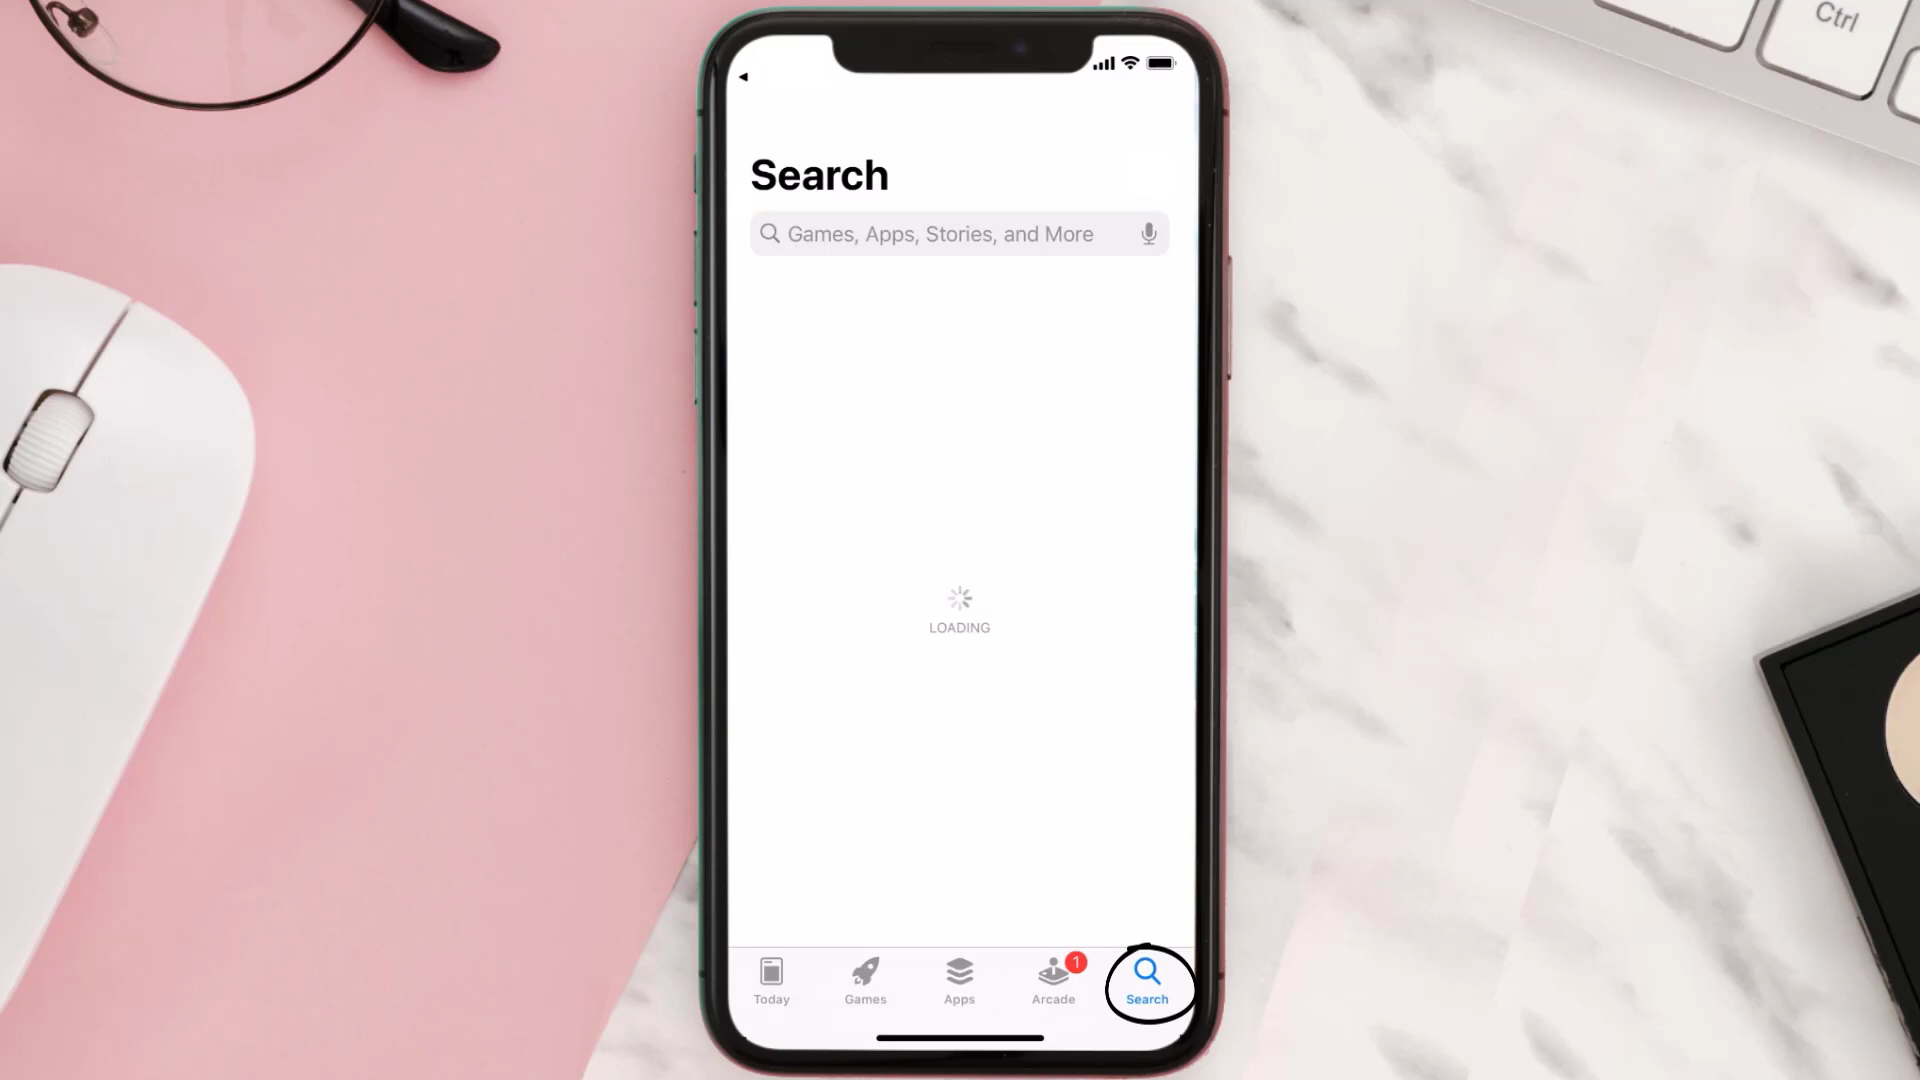 Ctrl
Search
Games, Apps, Stories, and More
LOADING
1
Today
Games
Apps
Arcade
Search